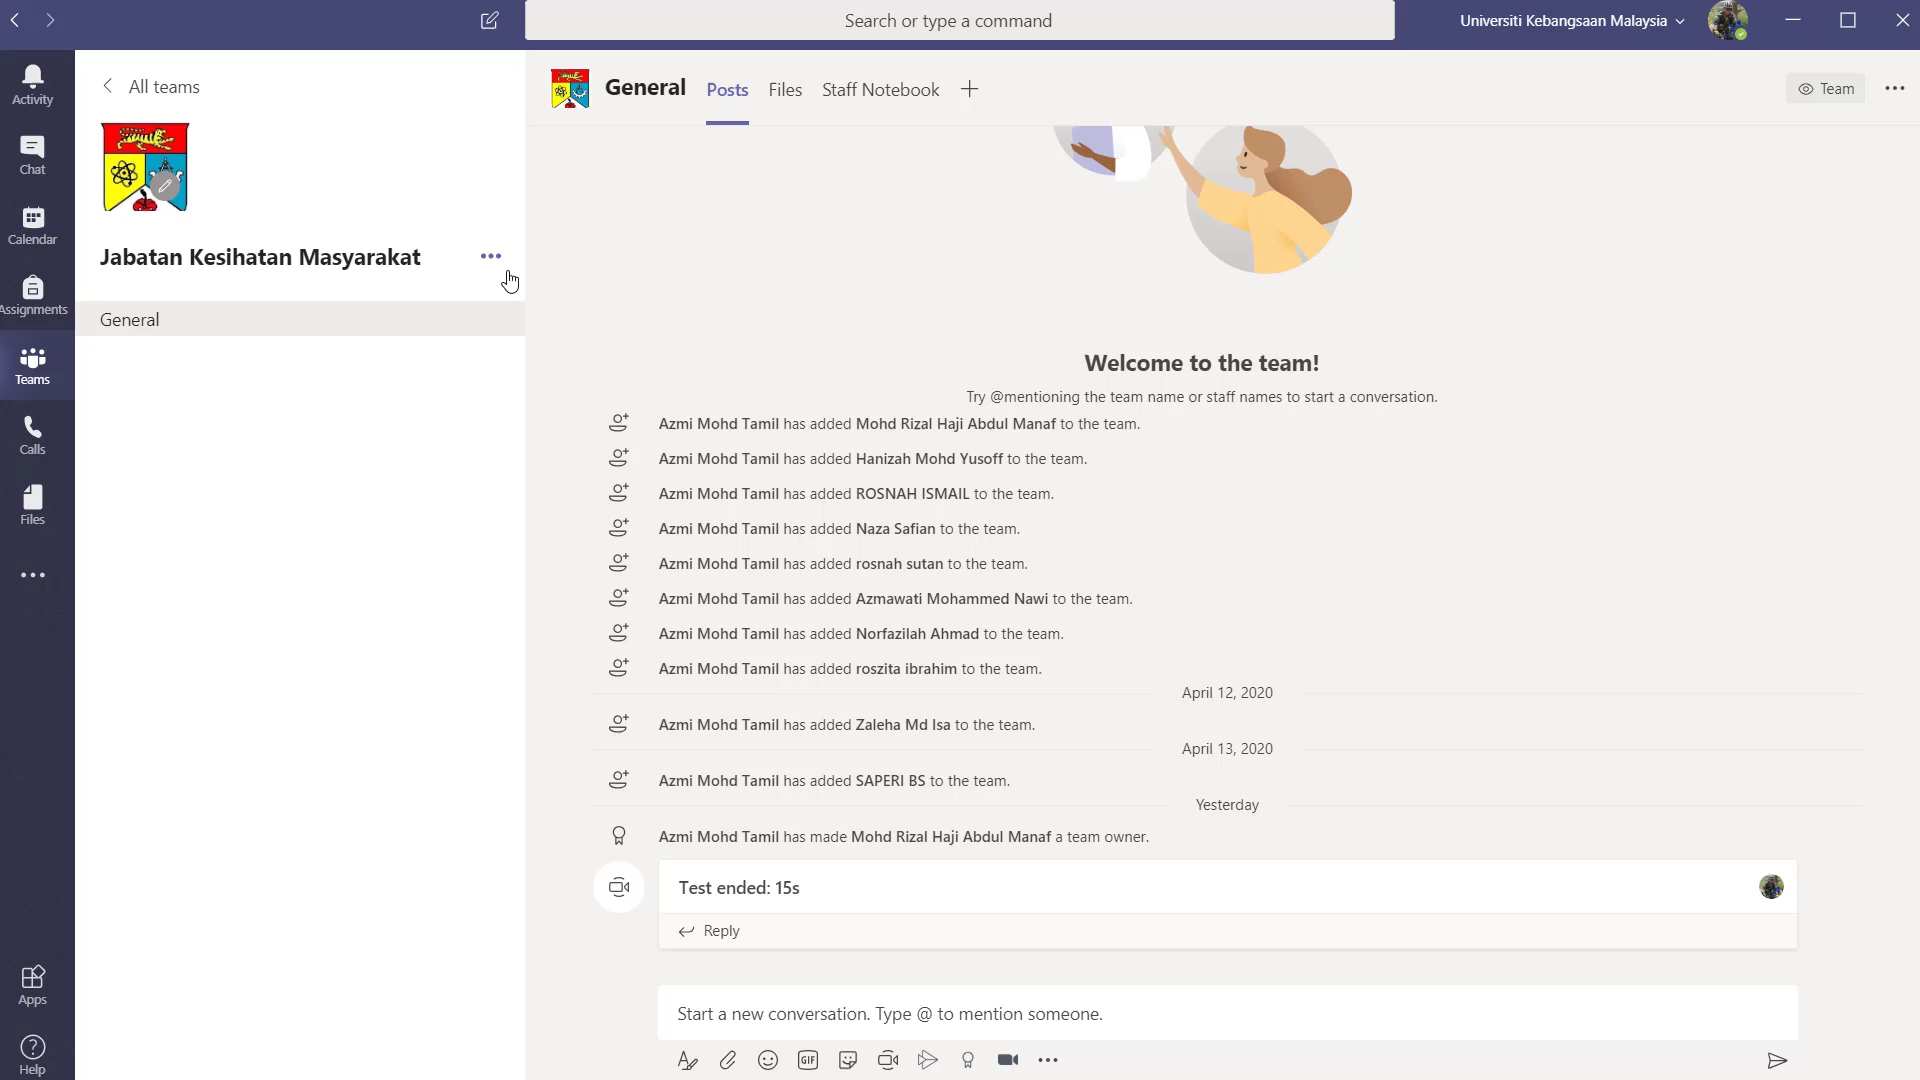 Search or type a command
Universiti Kebangsaan Malaysia
Activity
Chat
Calendar
Assignments
Teams
Calls
Files
Apps
Help
All teams
Jabatan Kesihatan Masyarakat
General
General
Posts
Files
Staff Notebook
Team
Welcome to the team!
Try @mentioning the team name or staff names to start a conversation.
Azmi Mohd Tamil has added Mohd Rizal Haji Abdul Manaf to the team.
Azmi Mohd Tamil has added Hanizah Mohd Yusoff to the team.
Azmi Mohd Tamil has added ROSNAH ISMAIL to the team.
Azmi Mohd Tamil has added Naza Safian to the team.
Azmi Mohd Tamil has added rosnah sutan to the team.
Azmi Mohd Tamil has added Azmawati Mohammed Nawi to the team.
Azmi Mohd Tamil has added Norfazilah Ahmad to the team.
Azmi Mohd Tamil has added roszita ibrahim to the team.
April 12, 2020
Azmi Mohd Tamil has added Zaleha Md Isa to the team.
April 13, 2020
Azmi Mohd Tamil has added SAPERI BS to the team.
Yesterday
Azmi Mohd Tamil has made Mohd Rizal Haji Abdul Manaf a team owner.
Test ended: 15s
Reply
Start a new conversation. Type @ to mention someone.
GIF